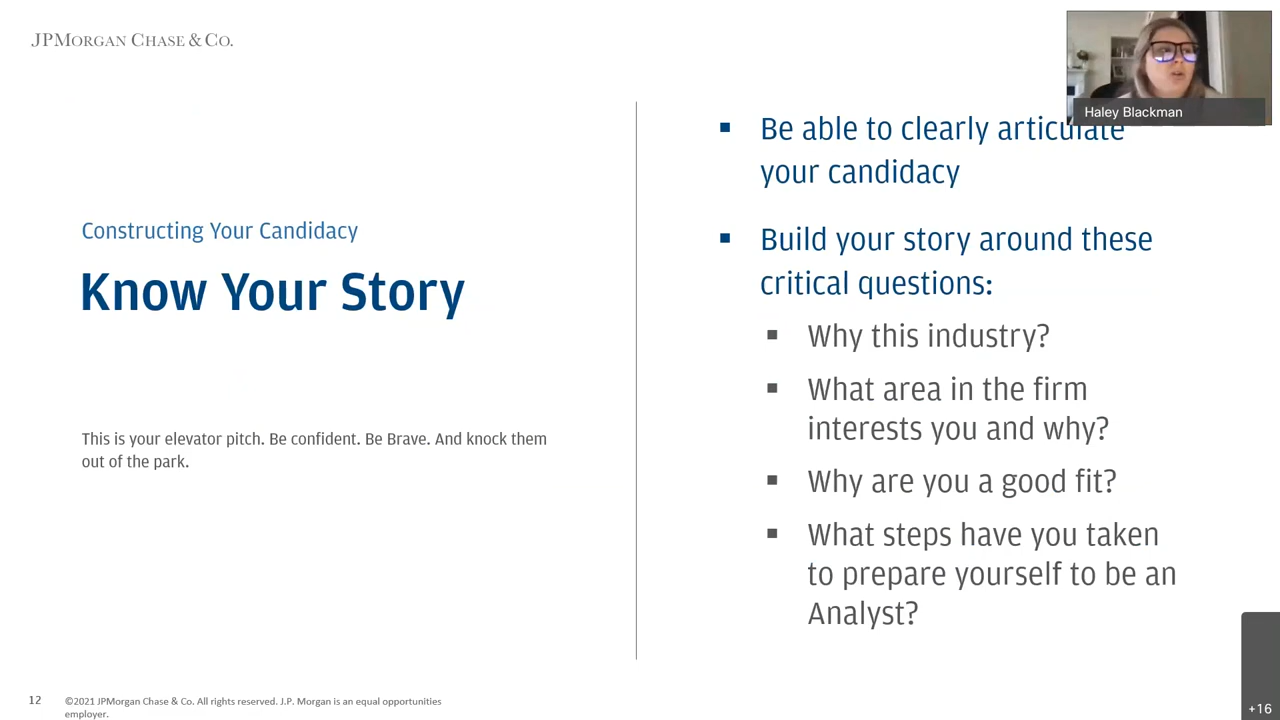 JPMORGAN CHASE & CO.
Haley Blackman
Constructing Your Candidacy
Know Your Story
This is your elevator pitch. Be confident. Be Brave. And knock them
out of the park.
▪ Be able to clearly articulate
your candidacy
▪ Build your story around these
critical questions:
▪ Why this industry?
▪ What area in the firm
interests you and why?
▪ Why are you a good fit?
▪ What steps have you taken
to prepare yourself to be an
Analyst?
12
©2021 JPMorgan Chase & Co. All rights reserved. J.P. Morgan is an equal opportunities
employer.
+16